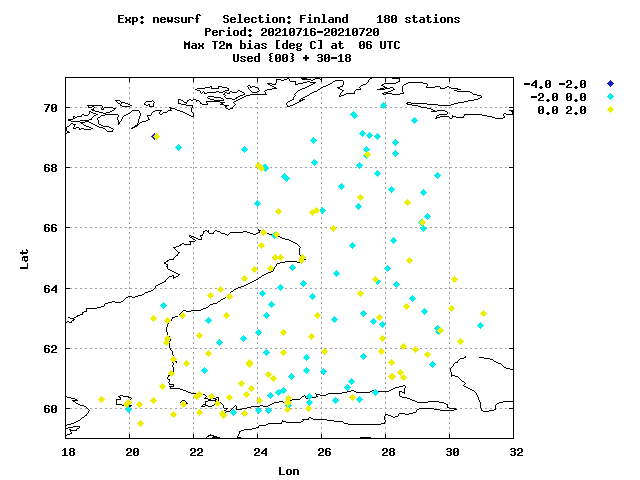 Exp: newsurf   Selection: Finland    180 stations
Period: 20210716-20210720
Max T2m bias [deg C] at  06 UTC
Used {00} + 30-18
-4.0 -2.0
-2.0 0.0
0.0 2.0
70
68
66
64
62
60
Lat
18 20 22 24 26 28 30 32
Lon